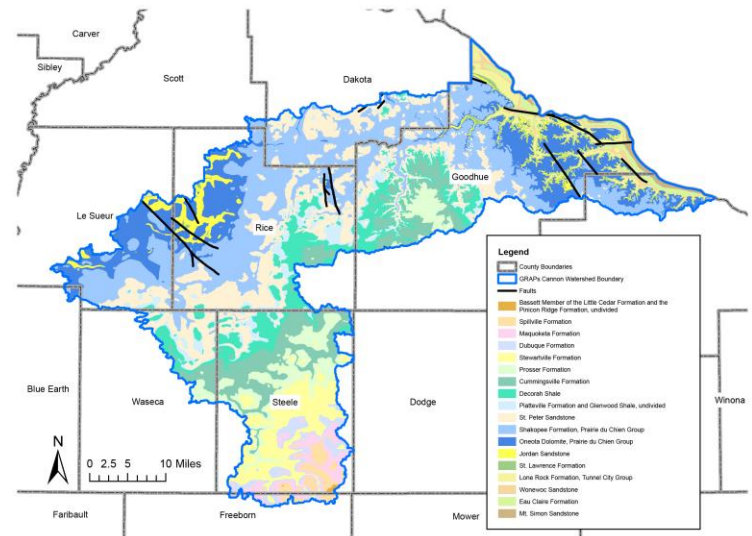 Carver
Sibley
Scott
Dakota
Goodhue
Le Sueur
Rice
Blue Earth
Waseca
Steele
Dodge
Winona
N
0 2.5 5 10 Miles
Faribault
Freeborn
Mower
Legend
County Boundaries
GRAPs Cannon Watershed Boundary
Faults
Bassett Member of the Little Cedar Formation and the
Pinicon Ridge Formation, undivided
Spillville Formation
Maquoketa Formation
Dubuque Formation
Stewartville Formation
Prosser Formation
Cummingsville Formation
Decorah Shale
Platteville Formation and Glenwood Shale, undivided
St. Peter Sandstone
Shakopee Formation, Prairie du Chien Group
Oneota Dolomite, Prairie du Chien Group
Jordan Sandstone
St. Lawrence Formation
Lone Rock Formation, Tunnel City Group
Wonewoc Sandstone
Eau Claire Formation
Mt. Simon Sandstone